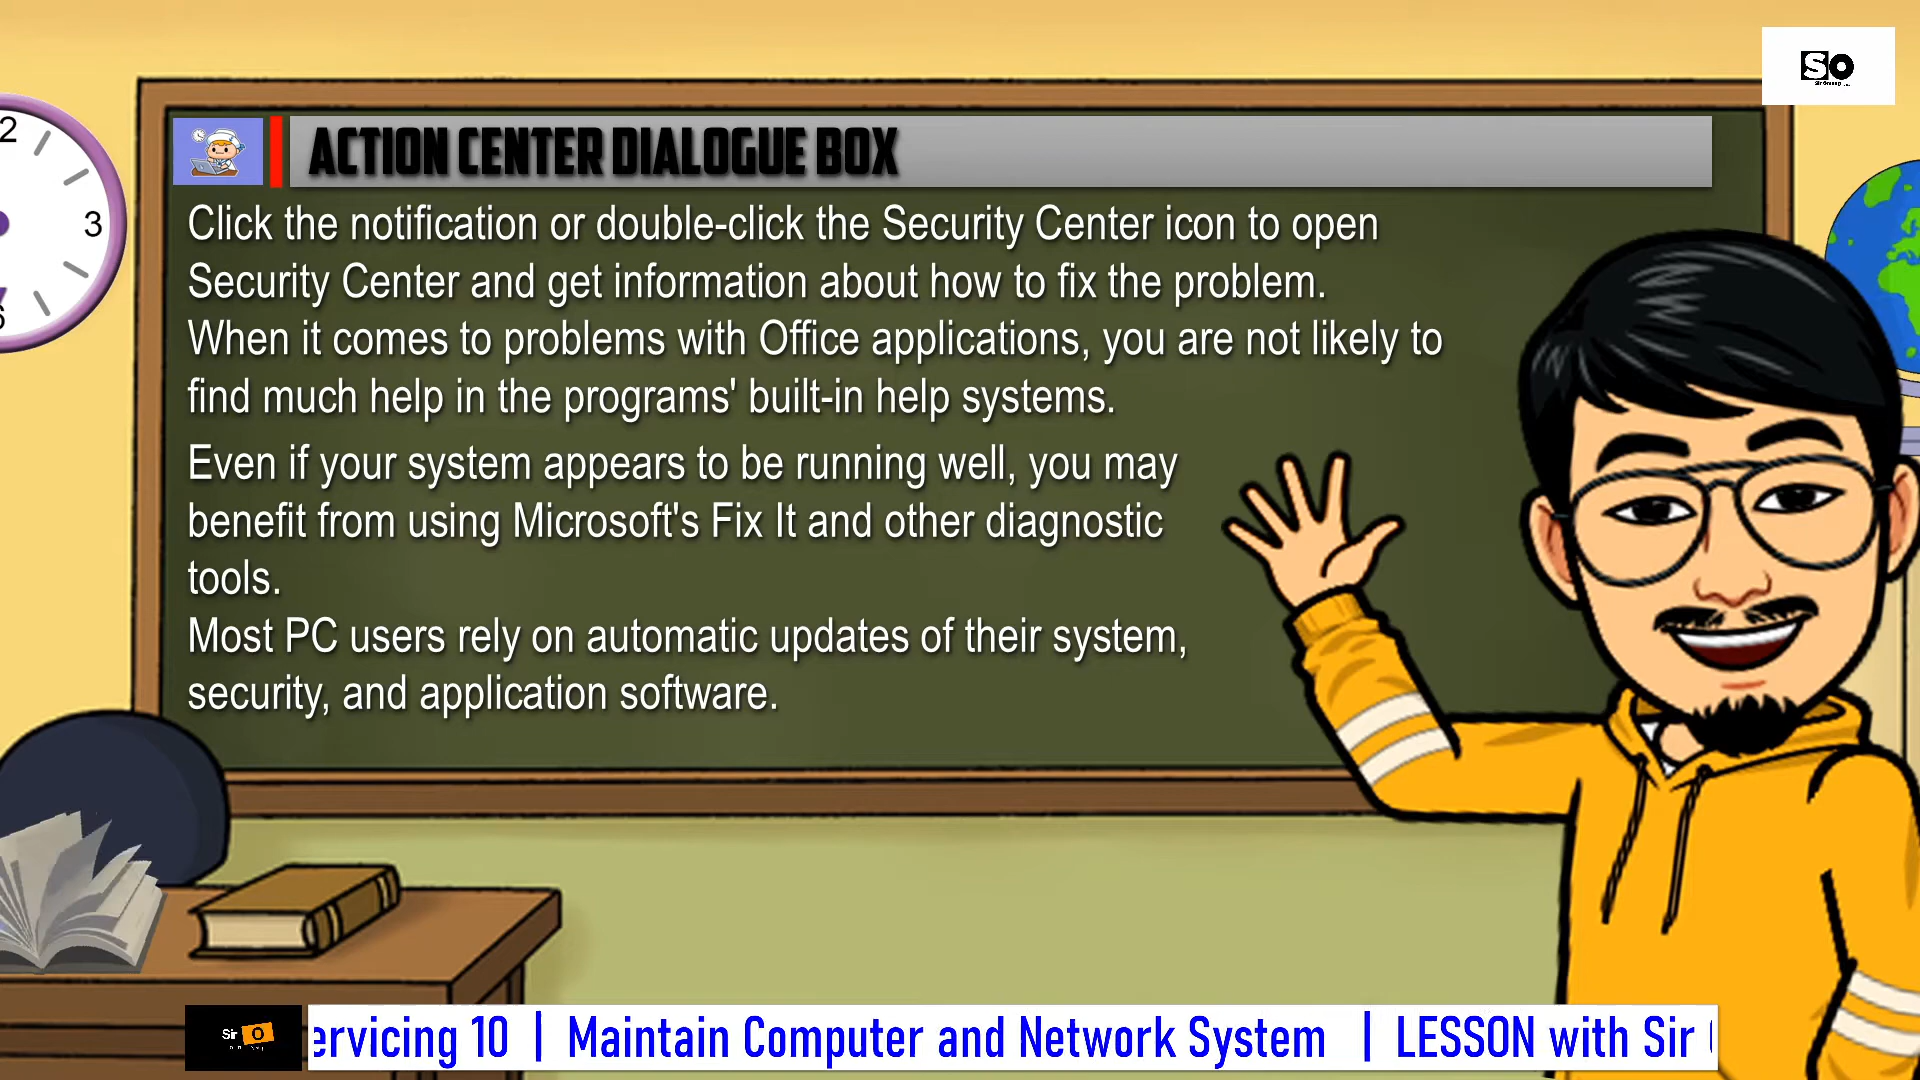 SO
ACTION CENTER DIALOGUE BOX
Click the notification or double-click the Security Center icon to open
Security Center and get information about how to fix the problem.
When it comes to problems with Office applications, you are not likely to
find much help in the programs' built-in help systems.
Even if your system appears to be running well, you may
benefit from using Microsoft's Fix It and other diagnostic
tools.
Most PC users rely on automatic updates of their system,
security, and application software.
2
3
6
Sir O
ervicing 10 | Maintain Computer and Network System | LESSON with Sir